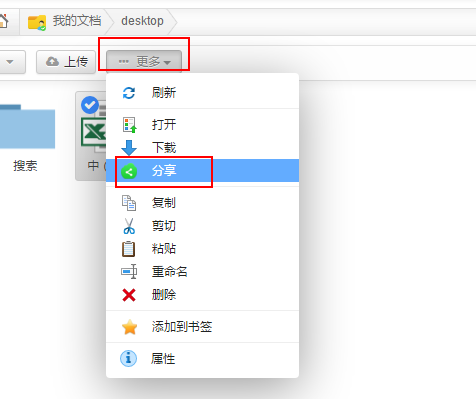 我的文档 desktop
上传 更多
刷新
打开
下载
分享
搜索
中 (
复制
剪切
粘贴
重命名
删除
添加到书签
属性